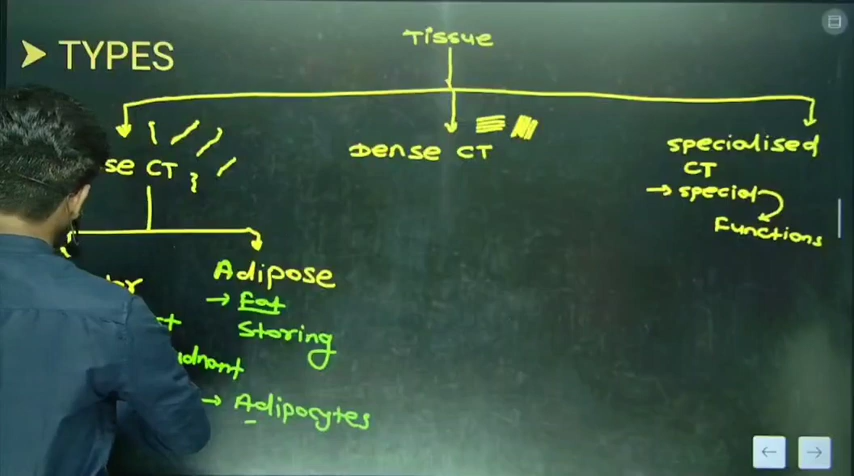 TYPES
Tissue
se CT
Dense CT
specialised
CT
→ special
Functions
Adipose
→ Fat
Storing
→ Adipocytes